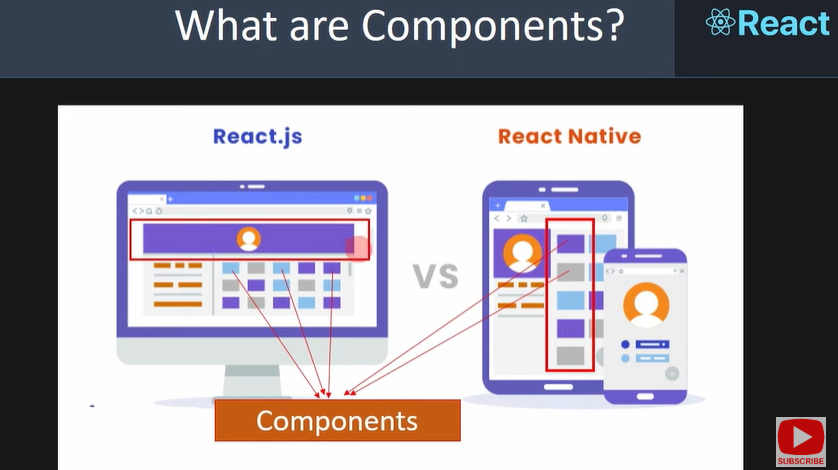 What are Components?
React
React.js
React Native
VS
Components
SUBSCRIBE